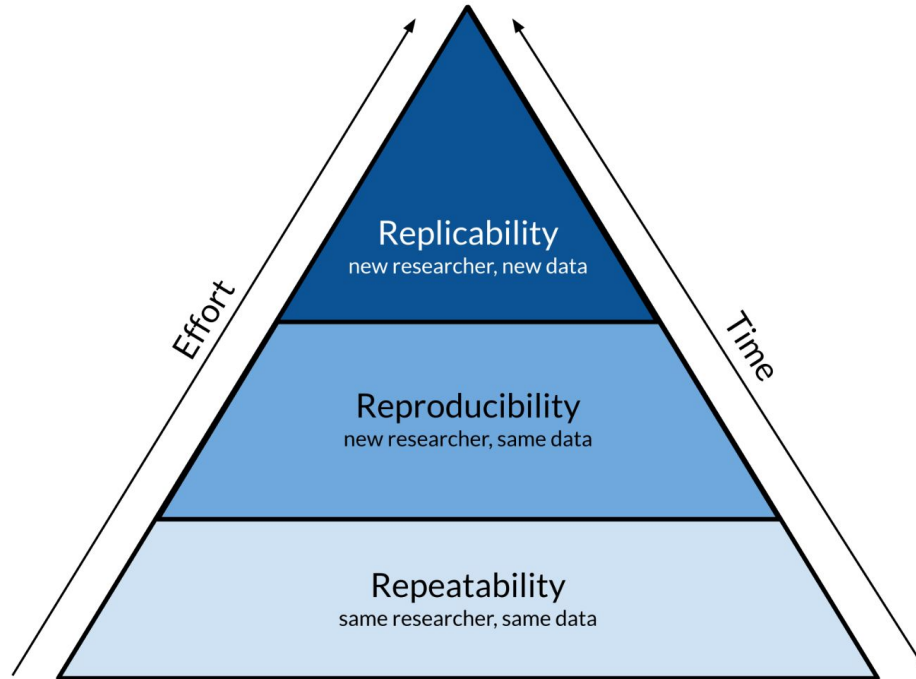 Replicability
new researcher, new data
Effort
Time
Reproducibility
new researcher, same data
Repeatability
same researcher, same data